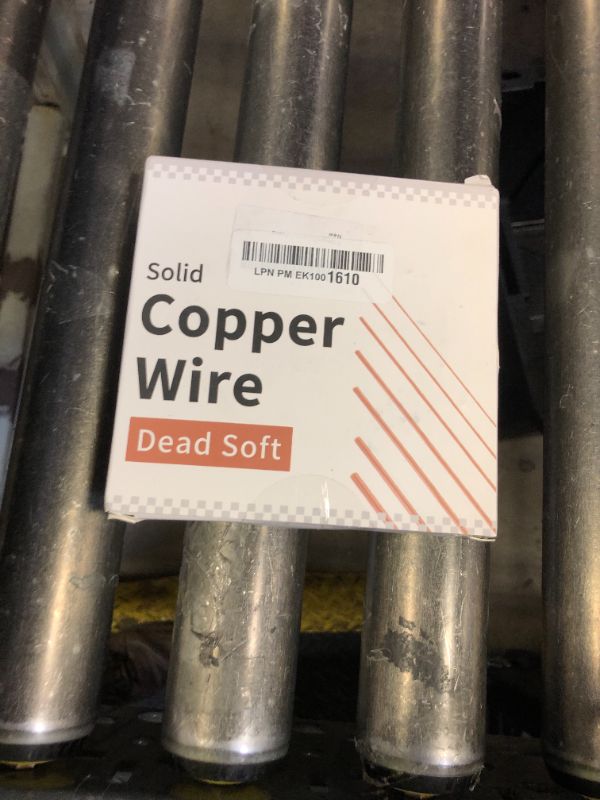 LPN PM EK1001610
Solid
Copper
Wire
Dead Soft